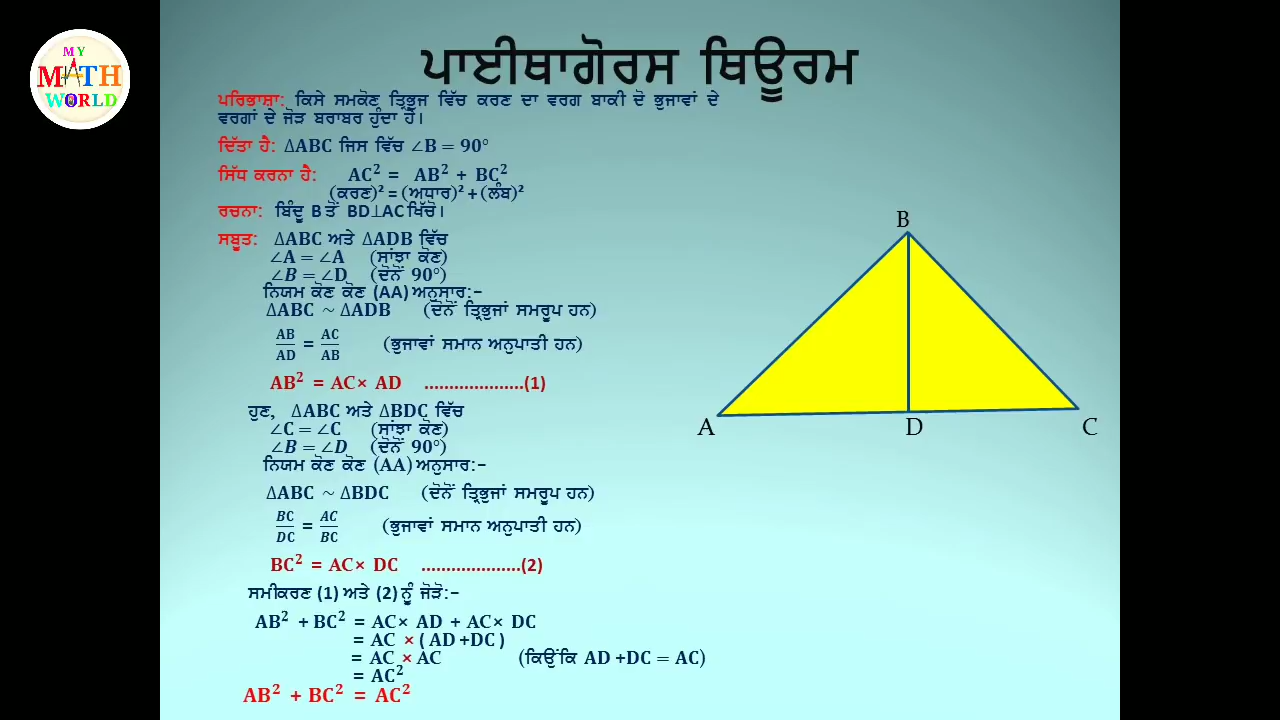 MY
MATH
WORLD
ਪਾਈਥਾਗੋਰਸ ਥਿਊਰਮ
ਪਰਿਭਾਸ਼ਾ: ਕਿਸੇ ਸਮਕੋਣ ਤ੍ਰਿਭੁਜ ਵਿੱਚ ਕਰਣ ਦਾ ਵਰਗ ਬਾਕੀ ਦੋ ਭੁਜਾਵਾਂ ਦੇ
ਵਰਗਾਂ ਦੇ ਜੋੜ ਬਰਾਬਰ ਹੁੰਦਾ ਹੈ।
ਦਿੱਤਾ ਹੈ: ΔABC ਜਿਸ ਵਿੱਚ ∠B = 90°
ਸਿੱਧ ਕਰਨਾ ਹੈ: AC² = AB² + BC²
(ਕਰਣ)² = (ਅਧਾਰ)² + (ਲੰਬ)²
ਰਚਨਾ: ਬਿੰਦੂ B ਤੋਂ BD⊥AC ਖਿੱਚੋ।
ਸਬੂਤ: ΔABC ਅਤੇ ΔADB ਵਿੱਚ
∠A = ∠A (ਸਾਂਝਾ ਕੋਣ)
∠B = ∠D (ਦੋਨੋਂ 90°)
ਨਿਯਮ ਕੋਣ ਕੋਣ (AA) ਅਨੁਸਾਰ:-
ΔABC ~ ΔADB (ਦੋਨੋਂ ਤ੍ਰਿਭੁਜਾਂ ਸਮਰੂਪ ਹਨ)
AB/AD = AC/AB (ਭੁਜਾਵਾਂ ਸਮਾਨ ਅਨੁਪਾਤੀ ਹਨ)
AB² = AC× AD ....................(1)
ਹੁਣ, ΔABC ਅਤੇ ΔBDC ਵਿੱਚ
∠C = ∠C (ਸਾਂਝਾ ਕੋਣ)
∠B = ∠D (ਦੋਨੋਂ 90°)
ਨਿਯਮ ਕੋਣ ਕੋਣ (AA) ਅਨੁਸਾਰ:-
ΔABC ~ ΔBDC (ਦੋਨੋਂ ਤ੍ਰਿਭੁਜਾਂ ਸਮਰੂਪ ਹਨ)
BC/DC = AC/BC (ਭੁਜਾਵਾਂ ਸਮਾਨ ਅਨੁਪਾਤੀ ਹਨ)
BC² = AC× DC ....................(2)
ਸਮੀਕਰਣ (1) ਅਤੇ (2) ਨੂੰ ਜੋੜੋ:-
AB² + BC² = AC× AD + AC× DC
= AC × ( AD +DC )
= AC × AC (ਕਿਉਂਕਿ AD +DC = AC)
= AC²
AB² + BC² = AC²
B
A
D
C